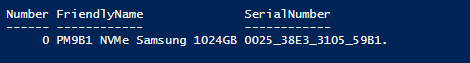 Number FriendlyName SerialNumber
------ ------------ ------------
0 PM9B1 NVMe Samsung 1024GB 0025_38E3_3105_59B1.